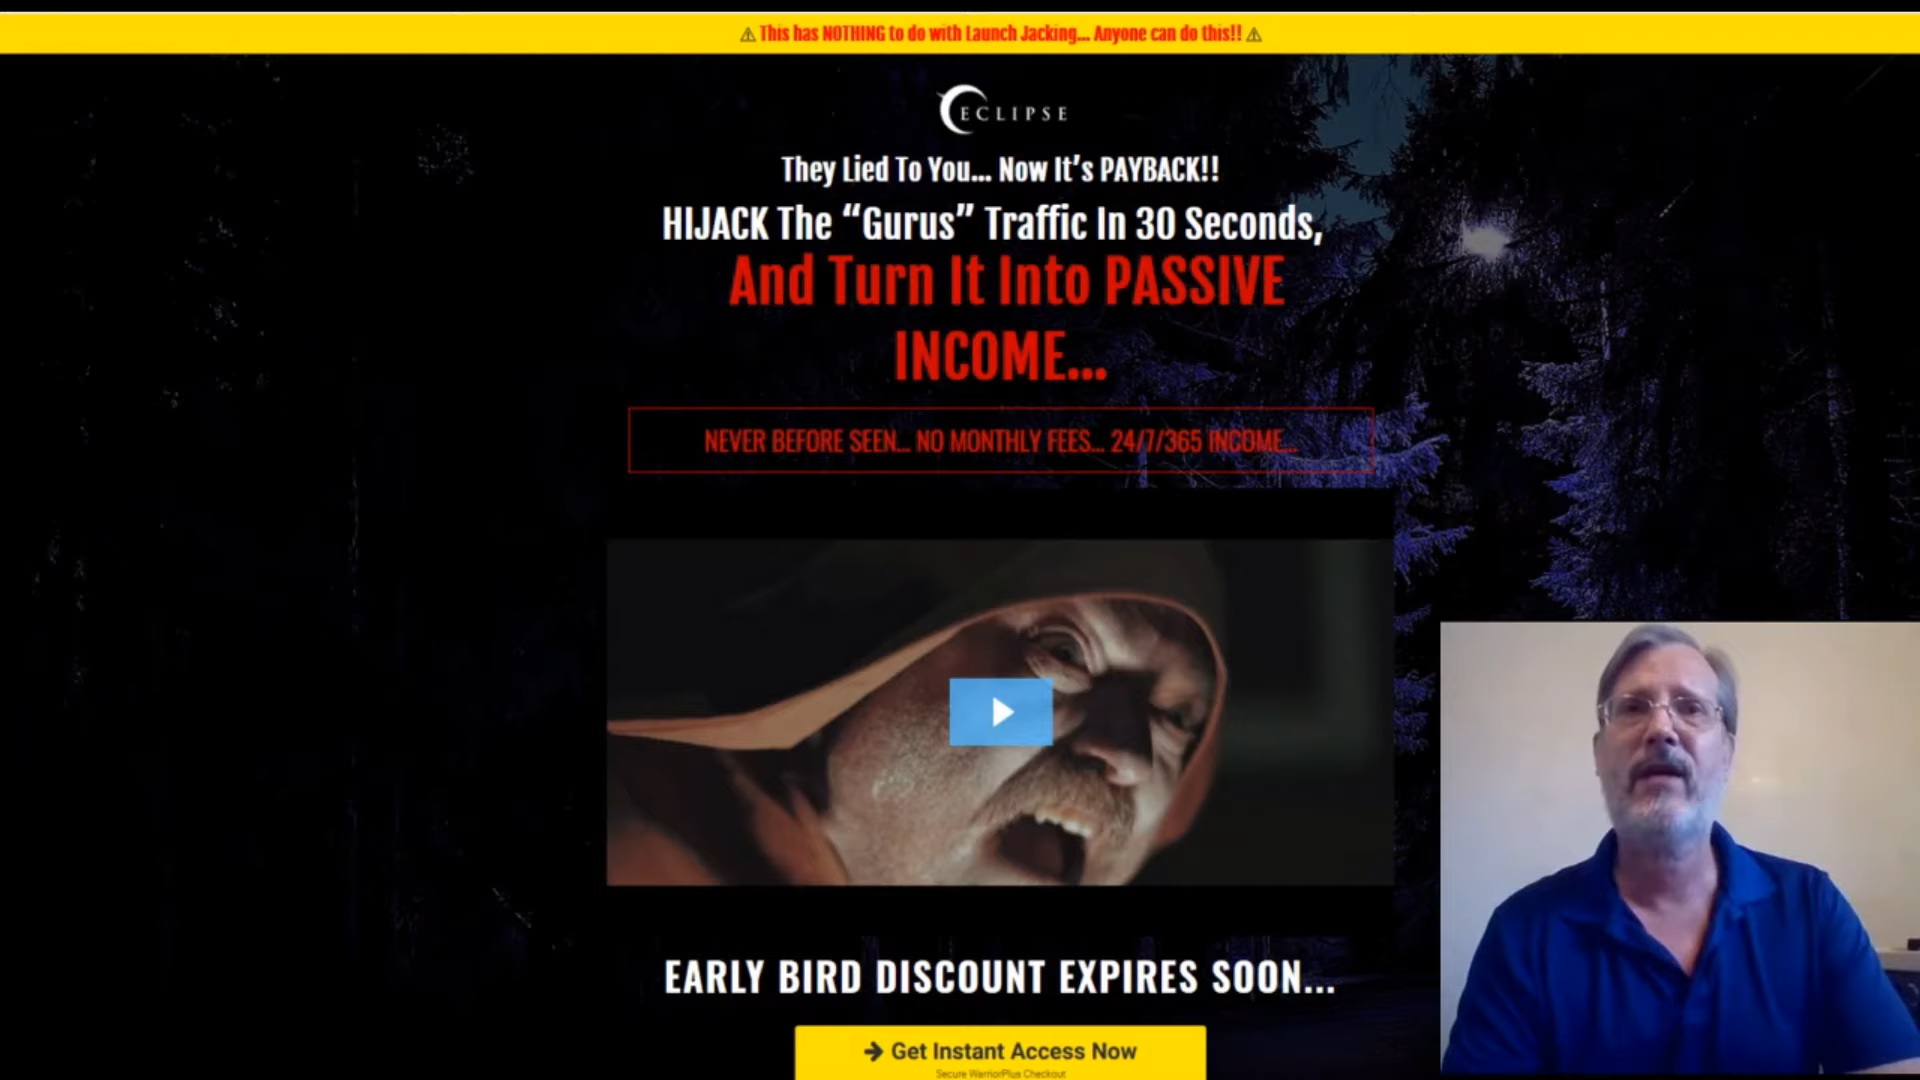 ⚠ This has NOTHING to do with Launch Jacking... Anyone can do this!! ⚠
ECLIPSE
They Lied To You... Now It's PAYBACK!!
HIJACK The “Gurus” Traffic In 30 Seconds,
And Turn It Into PASSIVE
INCOME...
NEVER BEFORE SEEN... NO MONTHLY FEES... 24/7/365 INCOME...
EARLY BIRD DISCOUNT EXPIRES SOON...
→ Get Instant Access Now
Secure WarriorPlus Checkout